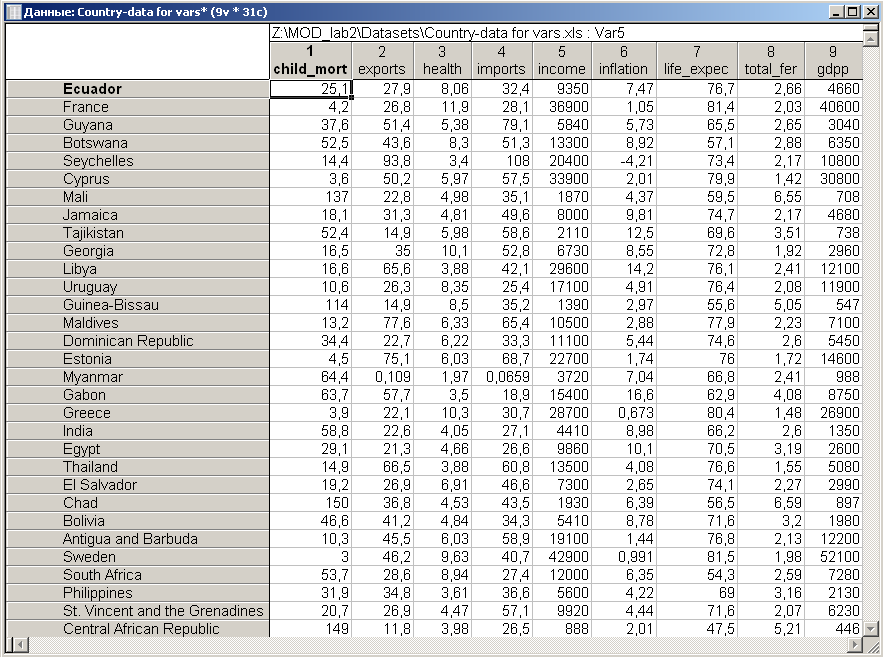 Данные: Country-data for vars* (9v * 31c)
Z:\MOD_lab2\Datasets\Country-data for vars.xls : Var5
1 2 3 4 5 6 7 8 9
child_mort exports health imports income inflation life_expec total_fer gdpp
Ecuador 25,1 27,9 8,06 32,4 9350 7,47 76,7 2,66 4660
France 4,2 26,8 11,9 28,1 36900 1,05 81,4 2,03 40600
Guyana 37,6 51,4 5,38 79,1 5840 5,73 65,5 2,65 3040
Botswana 52,5 43,6 8,3 51,3 13300 8,92 57,1 2,88 6350
Seychelles 14,4 93,8 3,4 108 20400 -4,21 73,4 2,17 10800
Cyprus 3,6 50,2 5,97 57,5 33900 2,01 79,9 1,42 30800
Mali 137 22,8 4,98 35,1 1870 4,37 59,5 6,55 708
Jamaica 18,1 31,3 4,81 49,6 8000 9,81 74,7 2,17 4680
Tajikistan 52,4 14,9 5,98 58,6 2110 12,5 69,6 3,51 738
Georgia 16,5 35 10,1 52,8 6730 8,55 72,8 1,92 2960
Libya 16,6 65,6 3,88 42,1 29600 14,2 76,1 2,41 12100
Uruguay 10,6 26,3 8,35 25,4 17100 4,91 76,4 2,08 11900
Guinea-Bissau 114 14,9 8,5 35,2 1390 2,97 55,6 5,05 547
Maldives 13,2 77,6 6,33 65,4 10500 2,88 77,9 2,23 7100
Dominican Republic 34,4 22,7 6,22 33,3 11100 5,44 74,6 2,6 5450
Estonia 4,5 75,1 6,03 68,7 22700 1,74 76 1,72 14600
Myanmar 64,4 0,109 1,97 0,0659 3720 7,04 66,8 2,41 988
Gabon 63,7 57,7 3,5 18,9 15400 16,6 62,9 4,08 8750
Greece 3,9 22,1 10,3 30,7 28700 0,673 80,4 1,48 26900
India 58,8 22,6 4,05 27,1 4410 8,98 66,2 2,6 1350
Egypt 29,1 21,3 4,66 26,6 9860 10,1 70,5 3,19 2600
Thailand 14,9 66,5 3,88 60,8 13500 4,08 76,6 1,55 5080
El Salvador 19,2 26,9 6,91 46,6 7300 2,65 74,1 2,27 2990
Chad 150 36,8 4,53 43,5 1930 6,39 56,5 6,59 897
Bolivia 46,6 41,2 4,84 34,3 5410 8,78 71,6 3,2 1980
Antigua and Barbuda 10,3 45,5 6,03 58,9 19100 1,44 76,8 2,13 12200
Sweden 3 46,2 9,63 40,7 42900 0,991 81,5 1,98 52100
South Africa 53,7 28,6 8,94 27,4 12000 6,35 54,3 2,59 7280
Philippines 31,9 34,8 3,61 36,6 5600 4,22 69 3,16 2130
St. Vincent and the Grenadines 20,7 26,9 4,47 57,1 9920 4,44 71,6 2,07 6230
Central African Republic 149 11,8 3,98 26,5 888 2,01 47,5 5,21 446